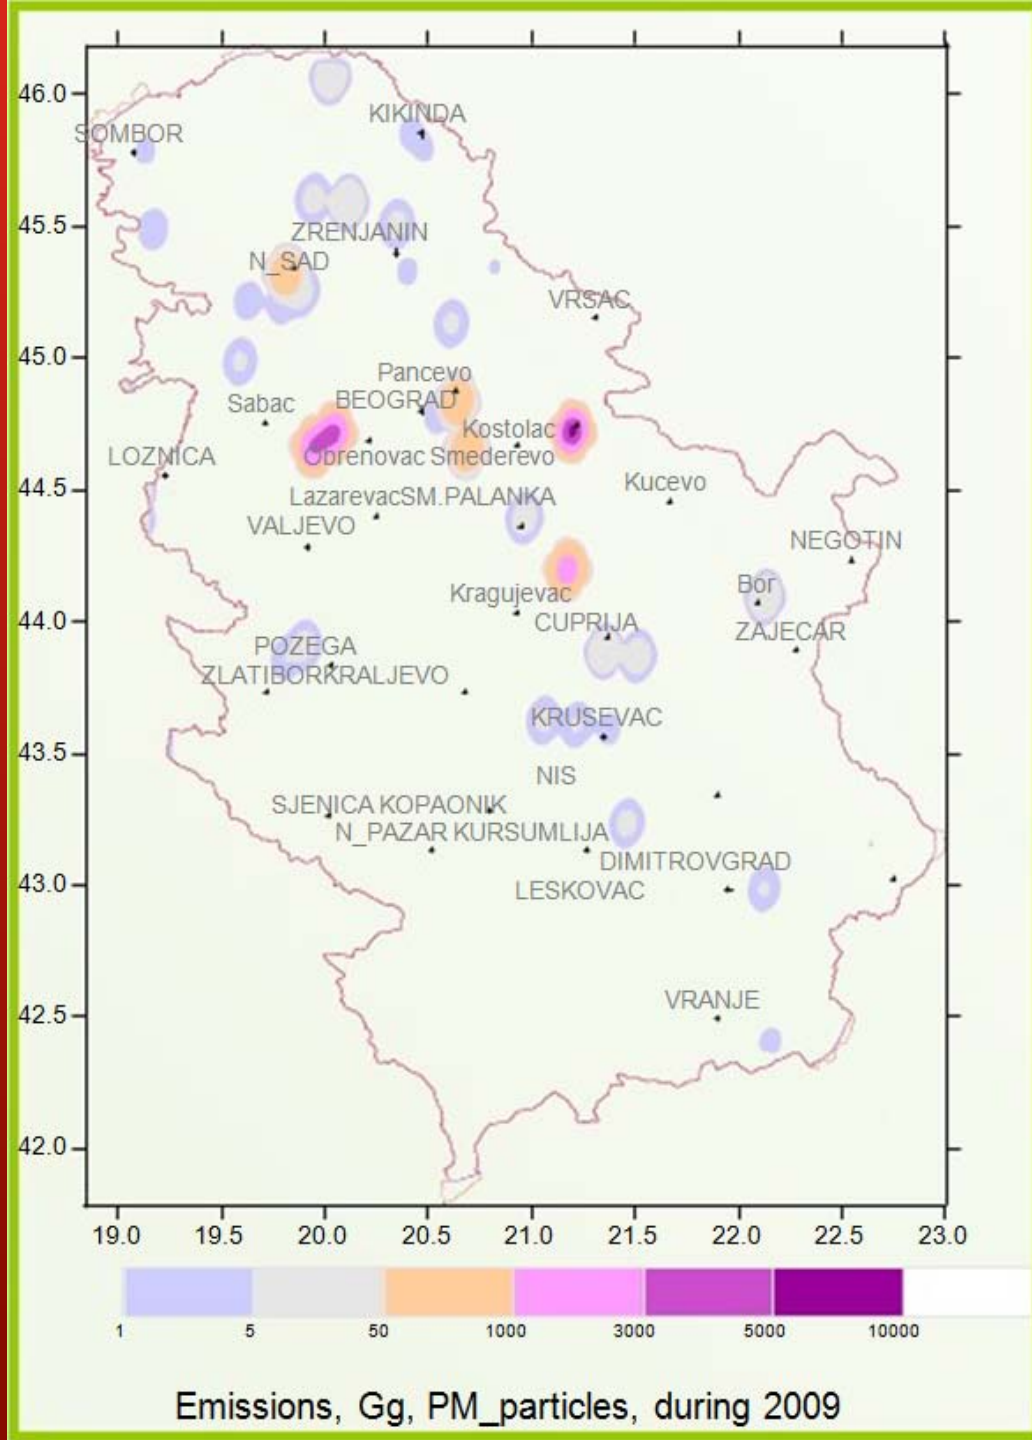 46.0
KIKINDA
SOMBOR
45.5
ZRENJANIN
N_SAD
VRSAC
45.0
Pancevo
BEOGRAD
Sabac
Kostolac
LOZNICA
Obrenovac Smederevo
44.5
Kucevo
LazarevacSM.PALANKA
VALJEVO
NEGOTIN
Bor
Kragujevac
44.0
CUPRIJA
ZAJECAR
POZEGA
ZLATIBORKRALJEVO
KRUSEVAC
43.5
NIS
SJENICA KOPAONIK
N_PAZAR KURSUMLIJA
DIMITROVGRAD
43.0
LESKOVAC
VRANJE
42.5
42.0
19.0 19.5 20.0 20.5 21.0 21.5 22.0 22.5 23.0
1 5 50 1000 3000 5000 10000
Emissions, Gg, PM_particles, during 2009